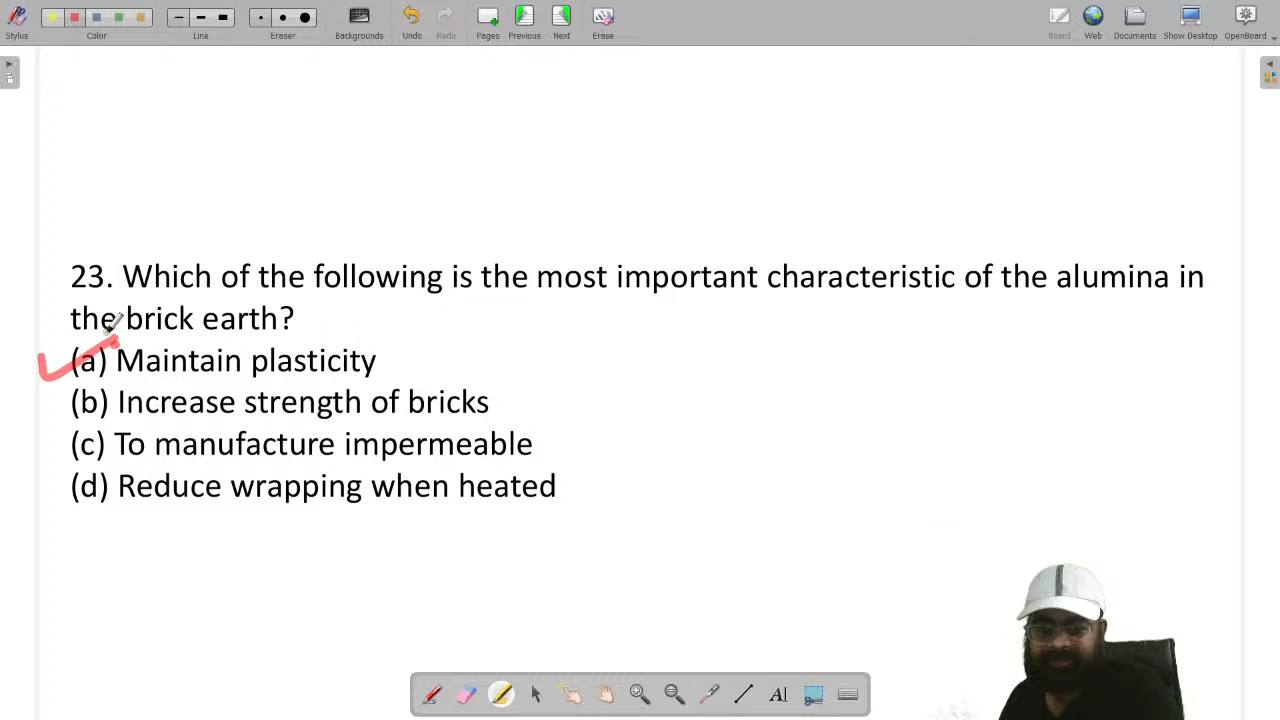 Stylus
Color
Line
Eraser
Backgrounds
Undo
Redo
Pages
Previous
Next
Erase
Board
Web
Documents
Show Desktop
OpenBoard
23. Which of the following is the most important characteristic of the alumina in
the brick earth?
(a) Maintain plasticity
(b) Increase strength of bricks
(c) To manufacture impermeable
(d) Reduce wrapping when heated
AI